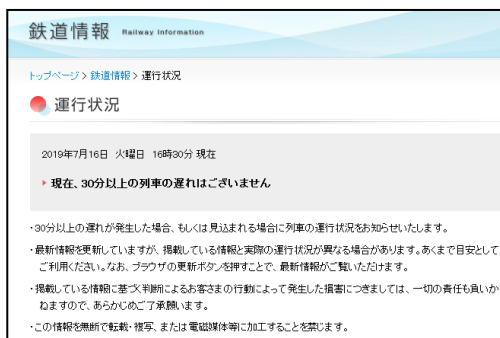 鉄道情報 Railway Information
トップページ > 鉄道情報 > 運行状況
運行状況
2019年7月16日 火曜日 16時30分 現在
現在、30分以上の列車の遅れはございません
・30分以上の遅れが発生した場合、もしくは見込まれる場合に列車の運行状況をお知らせいたします。
・最新情報を更新していますが、掲載している情報と実際の運行状況が異なる場合があります。あくまで目安として
ご利用ください。なお、ブラウザの更新ボタンを押すことで、最新情報がご覧いただけます。
・掲載している情報に基づく判断によるお客さまの行動によって発生した損害につきましては、一切の責任も負いか
ねますので、あらかじめご了承願います。
・この情報を無断で転載・複写、または電磁媒体等に加工することを禁じます。